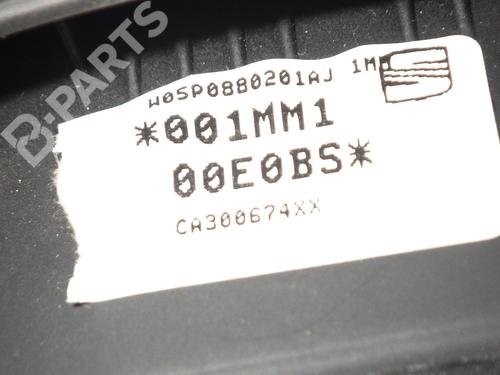 B-PARTS
W05P0880201AJ 1M
*001MM1
00E0BS*
CA300674XX